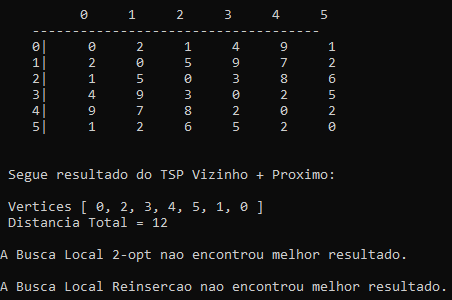 0 1 2 3 4 5
------------------------------------
0| 0 2 1 4 9 1
1| 2 0 5 9 7 2
2| 1 5 0 3 8 6
3| 4 9 3 0 2 5
4| 9 7 8 2 0 2
5| 1 2 6 5 2 0
Segue resultado do TSP Vizinho + Proximo:
Vertices [ 0, 2, 3, 4, 5, 1, 0 ]
Distancia Total = 12
A Busca Local 2-opt nao encontrou melhor resultado.
A Busca Local Reinsercao nao encontrou melhor resultado.